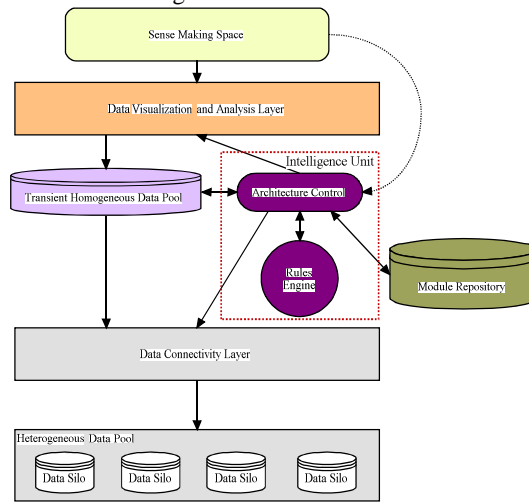 Sense Making Space
Data Visualization and Analysis Layer
Intelligence Unit
Transient Homogeneous Data Pool
Architecture Control
Rules
Engine
Module Repository
Data Connectivity Layer
Heterogeneous Data Pool
Data Silo
Data Silo
Data Silo
Data Silo